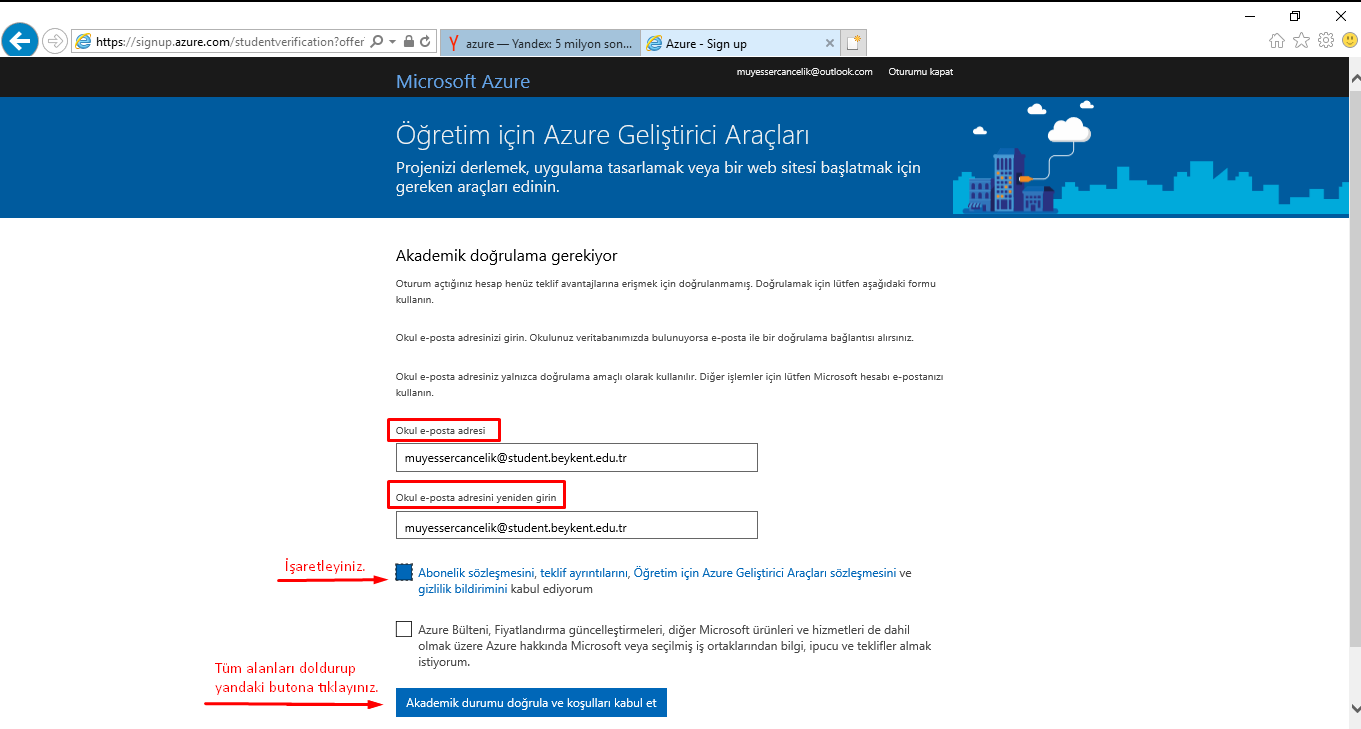 https://signup.azure.com/studentverification?offer
azure — Yandex: 5 milyon son...
Azure - Sign up
Microsoft Azure
muyessercancelik@outlook.com
Oturumu kapat
Öğretim için Azure Geliştirici Araçları
Projenizi derlemek, uygulama tasarlamak veya bir web sitesi başlatmak için
gereken araçları edinin.
Akademik doğrulama gerekiyor
Oturum açtığınız hesap henüz teklif avantajlarına erişmek için doğrulanmamış. Doğrulamak için lütfen aşağıdaki formu
kullanın.
Okul e-posta adresinizi girin. Okulunuz veritabanımızda bulunuyorsa e-posta ile bir doğrulama bağlantısı alırsınız.
Okul e-posta adresiniz yalnızca doğrulama amaçlı olarak kullanılır. Diğer işlemler için lütfen Microsoft hesabı e-postanızı
kullanın.
Okul e-posta adresi
muyessercancelik@student.beykent.edu.tr
Okul e-posta adresini yeniden girin
muyessercancelik@student.beykent.edu.tr
İşaretleyiniz.
Abonelik sözleşmesini, teklif ayrıntılarını, Öğretim için Azure Geliştirici Araçları sözleşmesini ve
gizlilik bildirimini kabul ediyorum
Azure Bülteni, Fiyatlandırma güncelleştirmeleri, diğer Microsoft ürünleri ve hizmetleri de dahil
olmak üzere Azure hakkında Microsoft veya seçilmiş iş ortaklarından bilgi, ipucu ve teklifler almak
istiyorum.
Tüm alanları doldurup
yandaki butona tıklayınız.
Akademik durumu doğrula ve koşulları kabul et